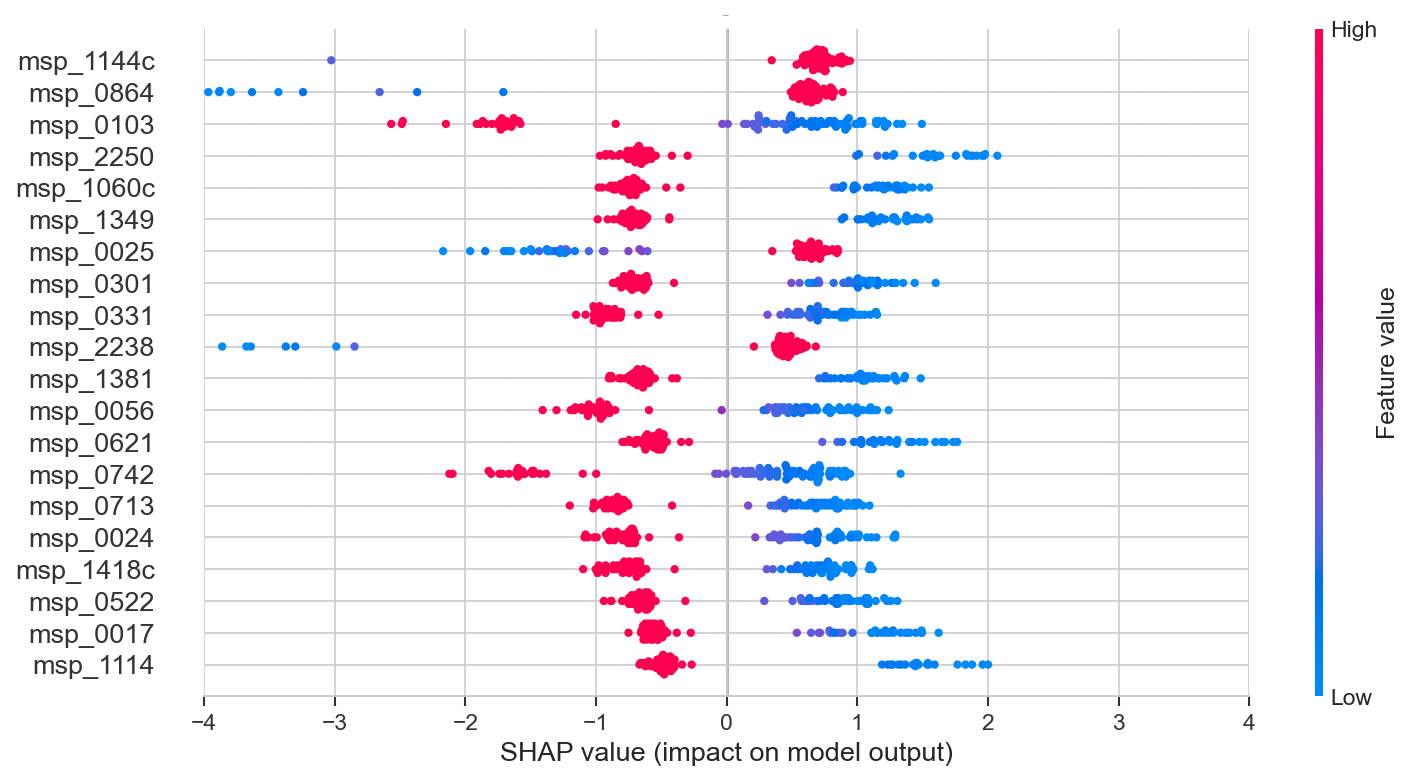 High
msp_1144c
msp_0864
msp_0103
msp_2250
msp_1060c
msp_1349
msp_0025
msp_0301
msp_0331
msp_2238
msp_1381
msp_0056
msp_0621
msp_0742
msp_0713
msp_0024
msp_1418c
msp_0522
msp_0017
msp_1114
Feature value
Low
−4 −3 −2 −1 0 1 2 3 4
SHAP value (impact on model output)